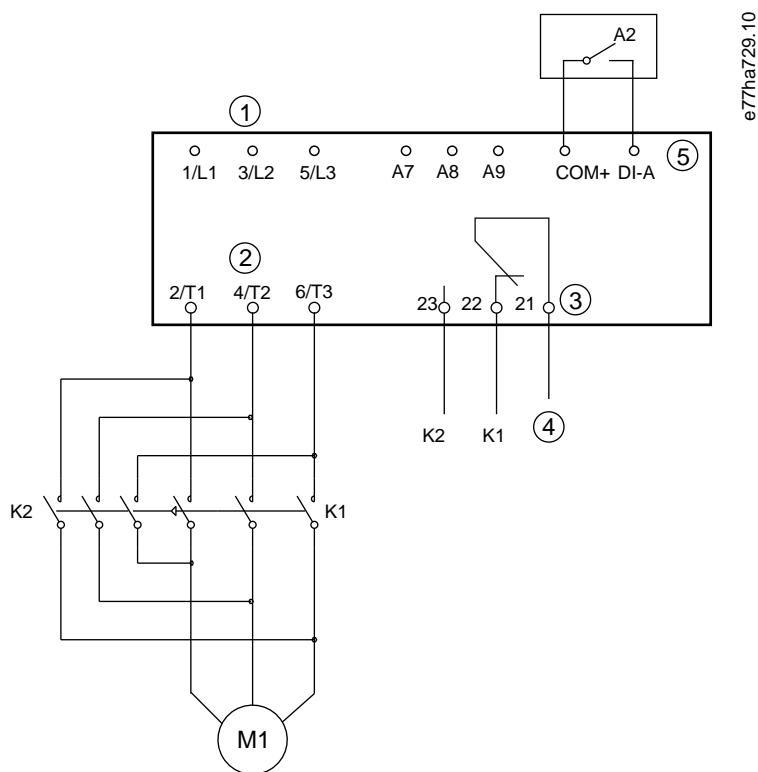 A2
e77ha729.10
1
1/L1 3/L2 5/L3 A7 A8 A9 COM+ DI-A 5
2
2/T1 4/T2 6/T3
23 22 21 3
K2 K1 4
K2 K1
M1